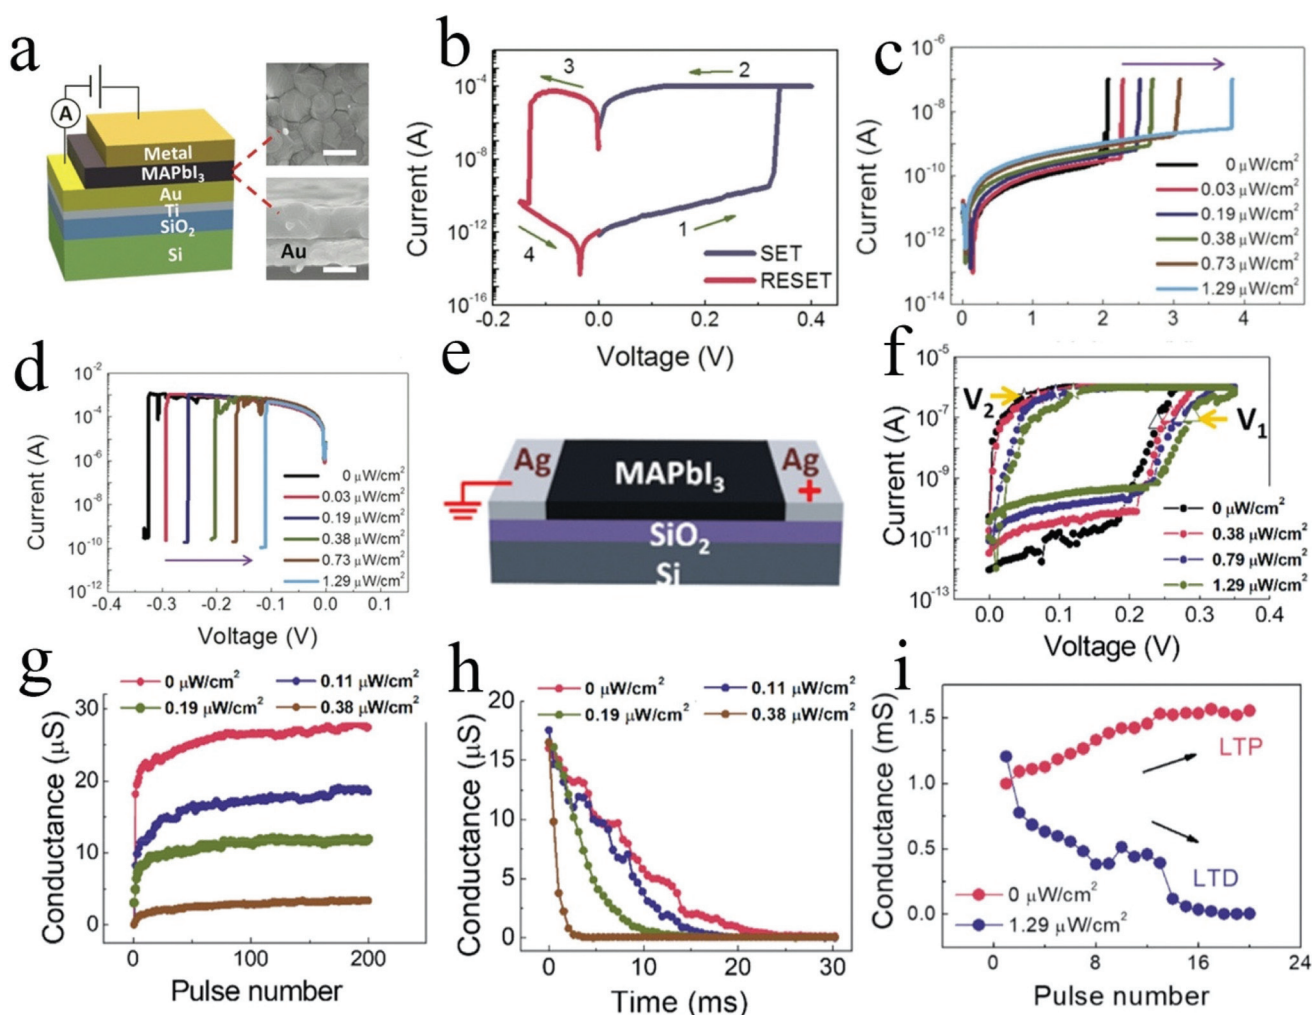 a
A
Metal
MAPbI3
Au
Ti
SiO2
Si
Au
b
Current (A)
10-4
10-8
10-12
10-16
-0.2
0.0
0.2
0.4
Voltage (V)
1
2
3
4
SET
RESET
c
Current (A)
10-6
10-8
10-10
10-12
10-14
0
1
2
3
4
0 μW/cm2
0.03 μW/cm2
0.19 μW/cm2
0.38 μW/cm2
0.73 μW/cm2
1.29 μW/cm2
d
Current (A)
10-2
10-4
10-6
10-8
10-10
10-12
-0.4
-0.3
-0.2
-0.1
0.0
0.1
Voltage (V)
0 μW/cm2
0.03 μW/cm2
0.19 μW/cm2
0.38 μW/cm2
0.73 μW/cm2
1.29 μW/cm2
e
Ag
MAPbI3
Ag
+
SiO2
Si
f
Current (A)
10-5
10-7
10-9
10-11
10-13
0.0
0.1
0.2
0.3
0.4
Voltage (V)
V2
V1
0 μW/cm2
0.38 μW/cm2
0.79 μW/cm2
1.29 μW/cm2
g
0 μW/cm2
0.11 μW/cm2
0.19 μW/cm2
0.38 μW/cm2
Conductance (μS)
30
20
10
0
0
100
200
Pulse number
h
0 μW/cm2
0.11 μW/cm2
0.19 μW/cm2
0.38 μW/cm2
Conductance (μS)
20
15
10
5
0
0
10
20
30
Time (ms)
i
Conductance (mS)
1.5
1.0
0.5
0.0
0
8
16
24
Pulse number
LTP
LTD
0 μW/cm2
1.29 μW/cm2